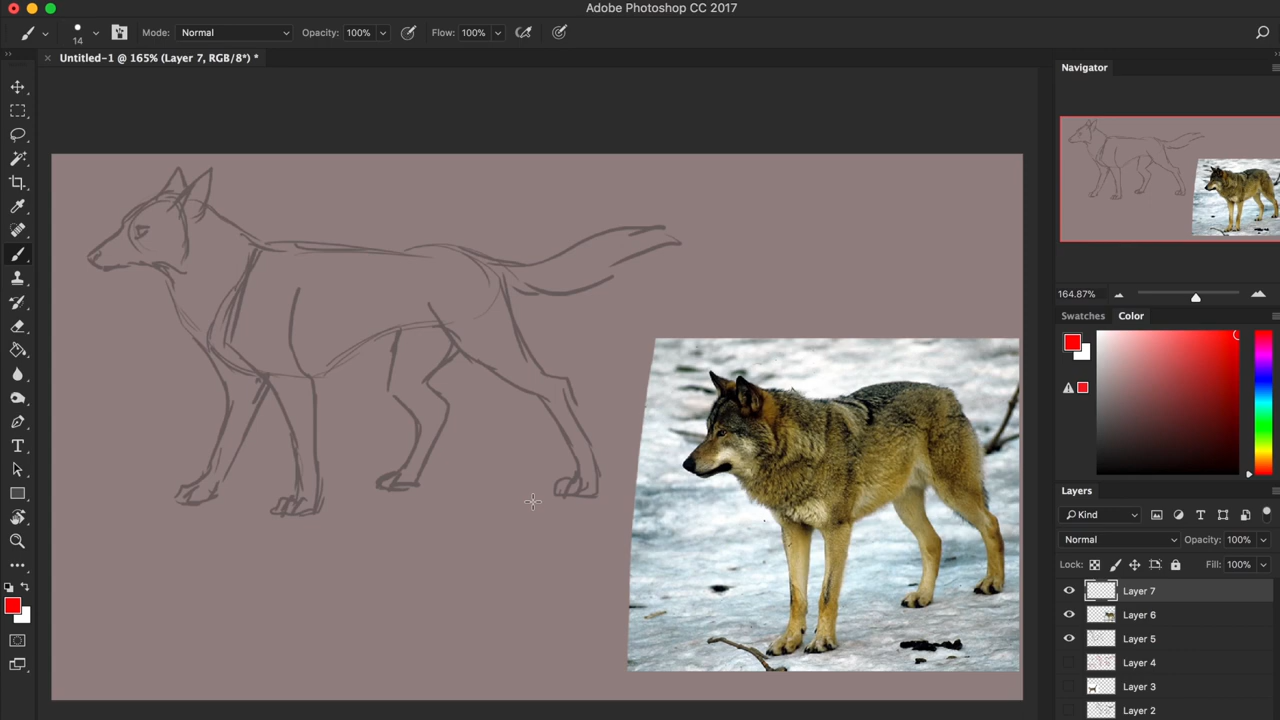 Adobe Photoshop CC 2017
14 Mode: Normal Opacity: 100% Flow: 100%
Untitled-1 @ 165% (Layer 7, RGB/8*) *
Navigator
164.87%
Swatches Color
Layers
Kind
Normal Opacity: 100%
Lock: Fill: 100%
Layer 7
Layer 6
Layer 5
Layer 4
Layer 3
Layer 2